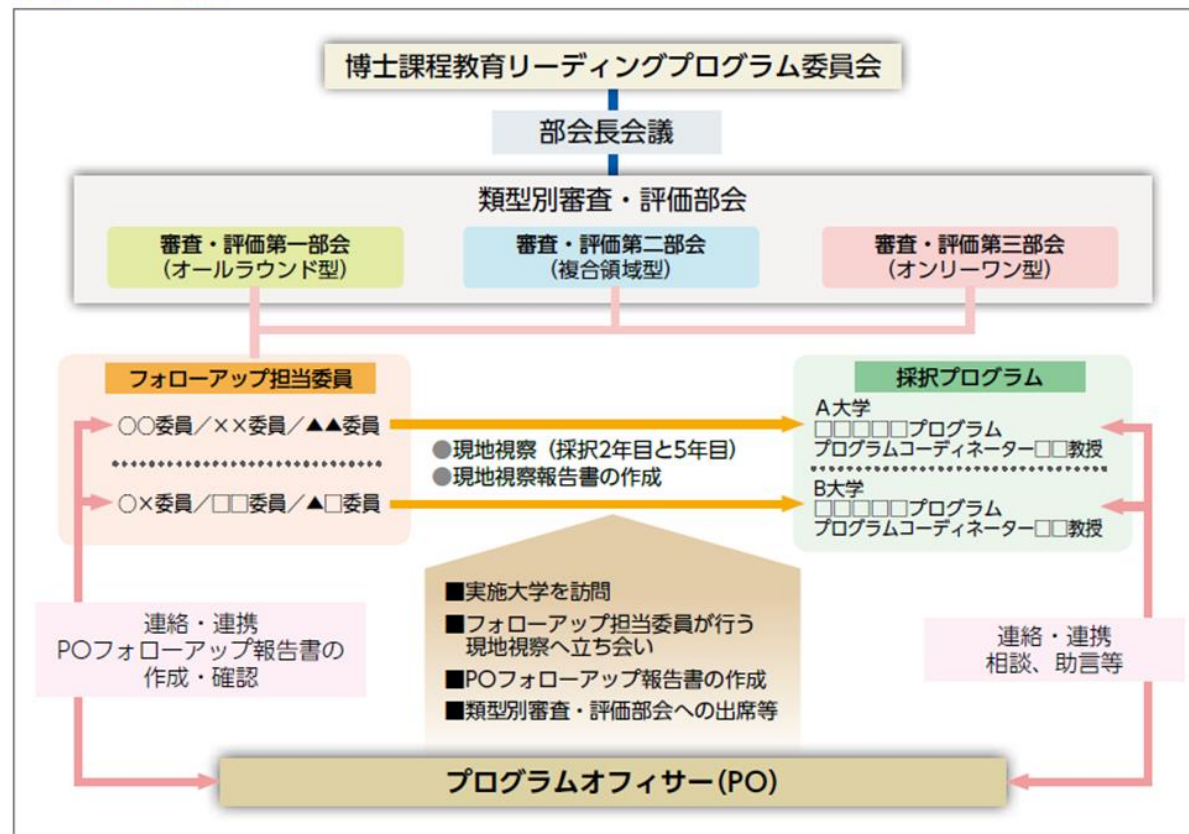 博士課程教育リーディングプログラム委員会
部会長会議
類型別審査・評価部会
審査・評価第一部会
(オールラウンド型)
審査・評価第二部会
(複合領域型)
審査・評価第三部会
(オンリーワン型)
フォローアップ担当委員
○○委員／××委員／▲▲委員
○×委員／□□委員／▲□委員
●現地視察（採択2年目と5年目）
●現地視察報告書の作成
採択プログラム
A大学
□□□□□プログラム
プログラムコーディネーター□□教授
B大学
□□□□□プログラム
プログラムコーディネーター□□教授
連絡・連携
POフォローアップ報告書の
作成・確認
■実施大学を訪問
■フォローアップ担当委員が行う
現地視察へ立ち会い
■POフォローアップ報告書の作成
■類型別審査・評価部会への出席等
連絡・連携
相談、助言等
プログラムオフィサー(PO)